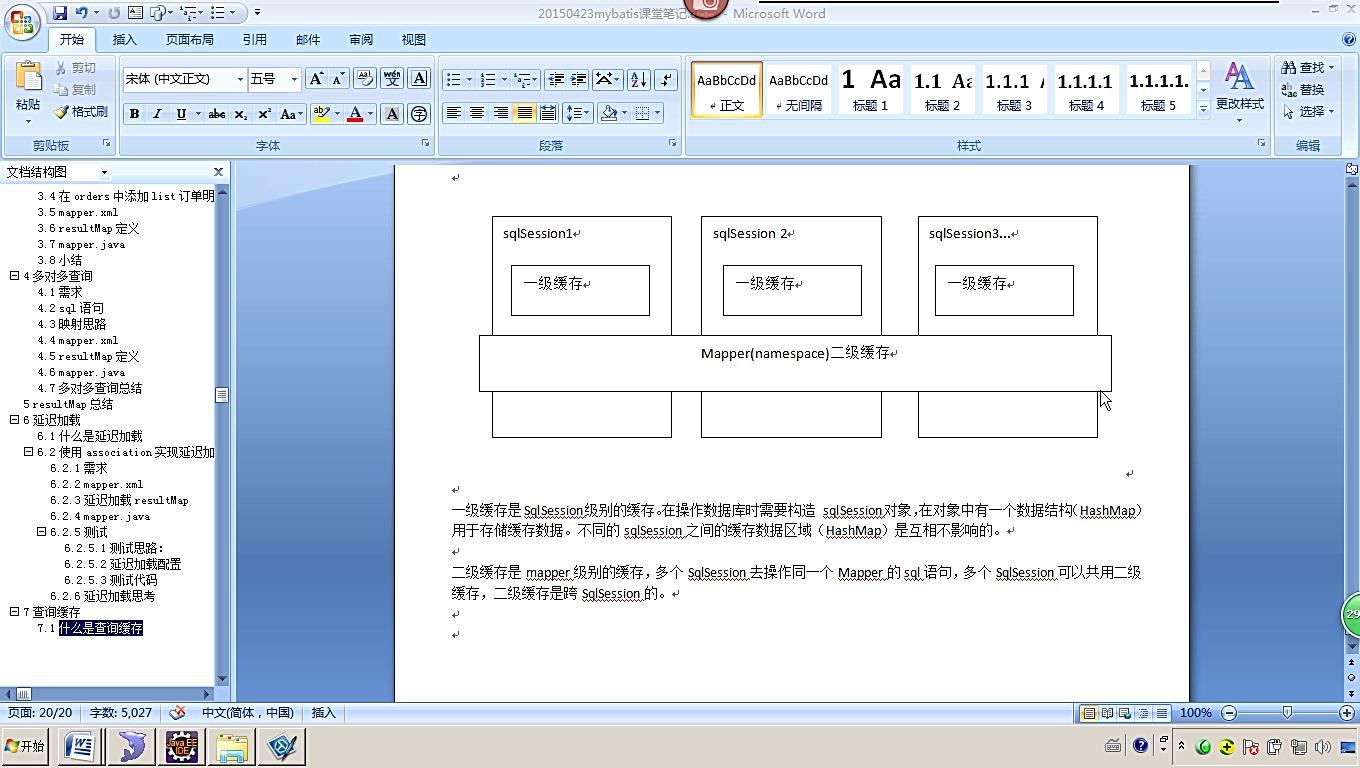 20150423mybatis课堂笔记 - Microsoft Word
开始 插入 页面布局 引用 邮件 审阅 视图
粘贴
剪切
复制
格式刷
剪贴板
宋体 (中文正文) 五号
字体
段落
AaBbCcDd AaBbCcDd 1 Aa 1.1 Aa 1.1.1 1.1.1.1 1.1.1.1.
正文 无间隔 标题 1 标题 2 标题 3 标题 4 标题 5
更改样式
样式
查找
替换
选择
编辑
文档结构图
3.4 在 orders 中添加 list 订单明
3.5 mapper.xml
3.6 resultMap 定义
3.7 mapper.java
3.8 小结
4 多对多查询
4.1 需求
4.2 sql 语句
4.3 映射思路
4.4 mapper.xml
4.5 resultMap 定义
4.6 mapper.java
4.7 多对多查询总结
5 resultMap 总结
6 延迟加载
6.1 什么是延迟加载
6.2 使用 association 实现延迟加
6.2.1 需求
6.2.2 mapper.xml
6.2.3 延迟加载 resultMap
6.2.4 mapper.java
6.2.5 测试
6.2.5.1 测试思路：
6.2.5.2 延迟加载配置
6.2.5.3 测试代码
6.2.6 延迟加载思考
7 查询缓存
7.1 什么是查询缓存
sqlSession1 sqlSession 2 sqlSession3...
一级缓存 一级缓存 一级缓存
Mapper(namespace)二级缓存
一级缓存是 SqlSession 级别的缓存。在操作数据库时需要构造 sqlSession 对象，在对象中有一个数据结构（HashMap）
用于存储缓存数据。不同的 sqlSession 之间的缓存数据区域（HashMap）是互相不影响的。
二级缓存是 mapper 级别的缓存，多个 SqlSession 去操作同一个 Mapper 的 sql 语句，多个 SqlSession 可以共用二级
缓存，二级缓存是跨 SqlSession 的。
29
页面: 20/20 字数: 5,027 中文(简体，中国) 插入 100%
开始
Java EE IDE